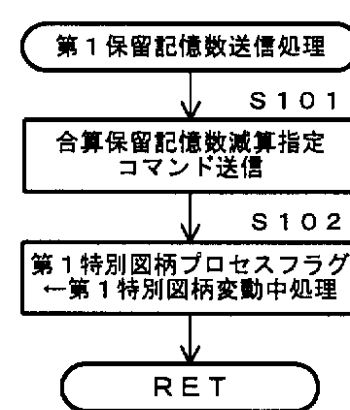 第1保留記憶数送信処理
S101
合算保留記憶数減算指定
コマンド送信
S102
第1特別図柄プロセスフラグ
←第1特別図柄変動中処理
RET